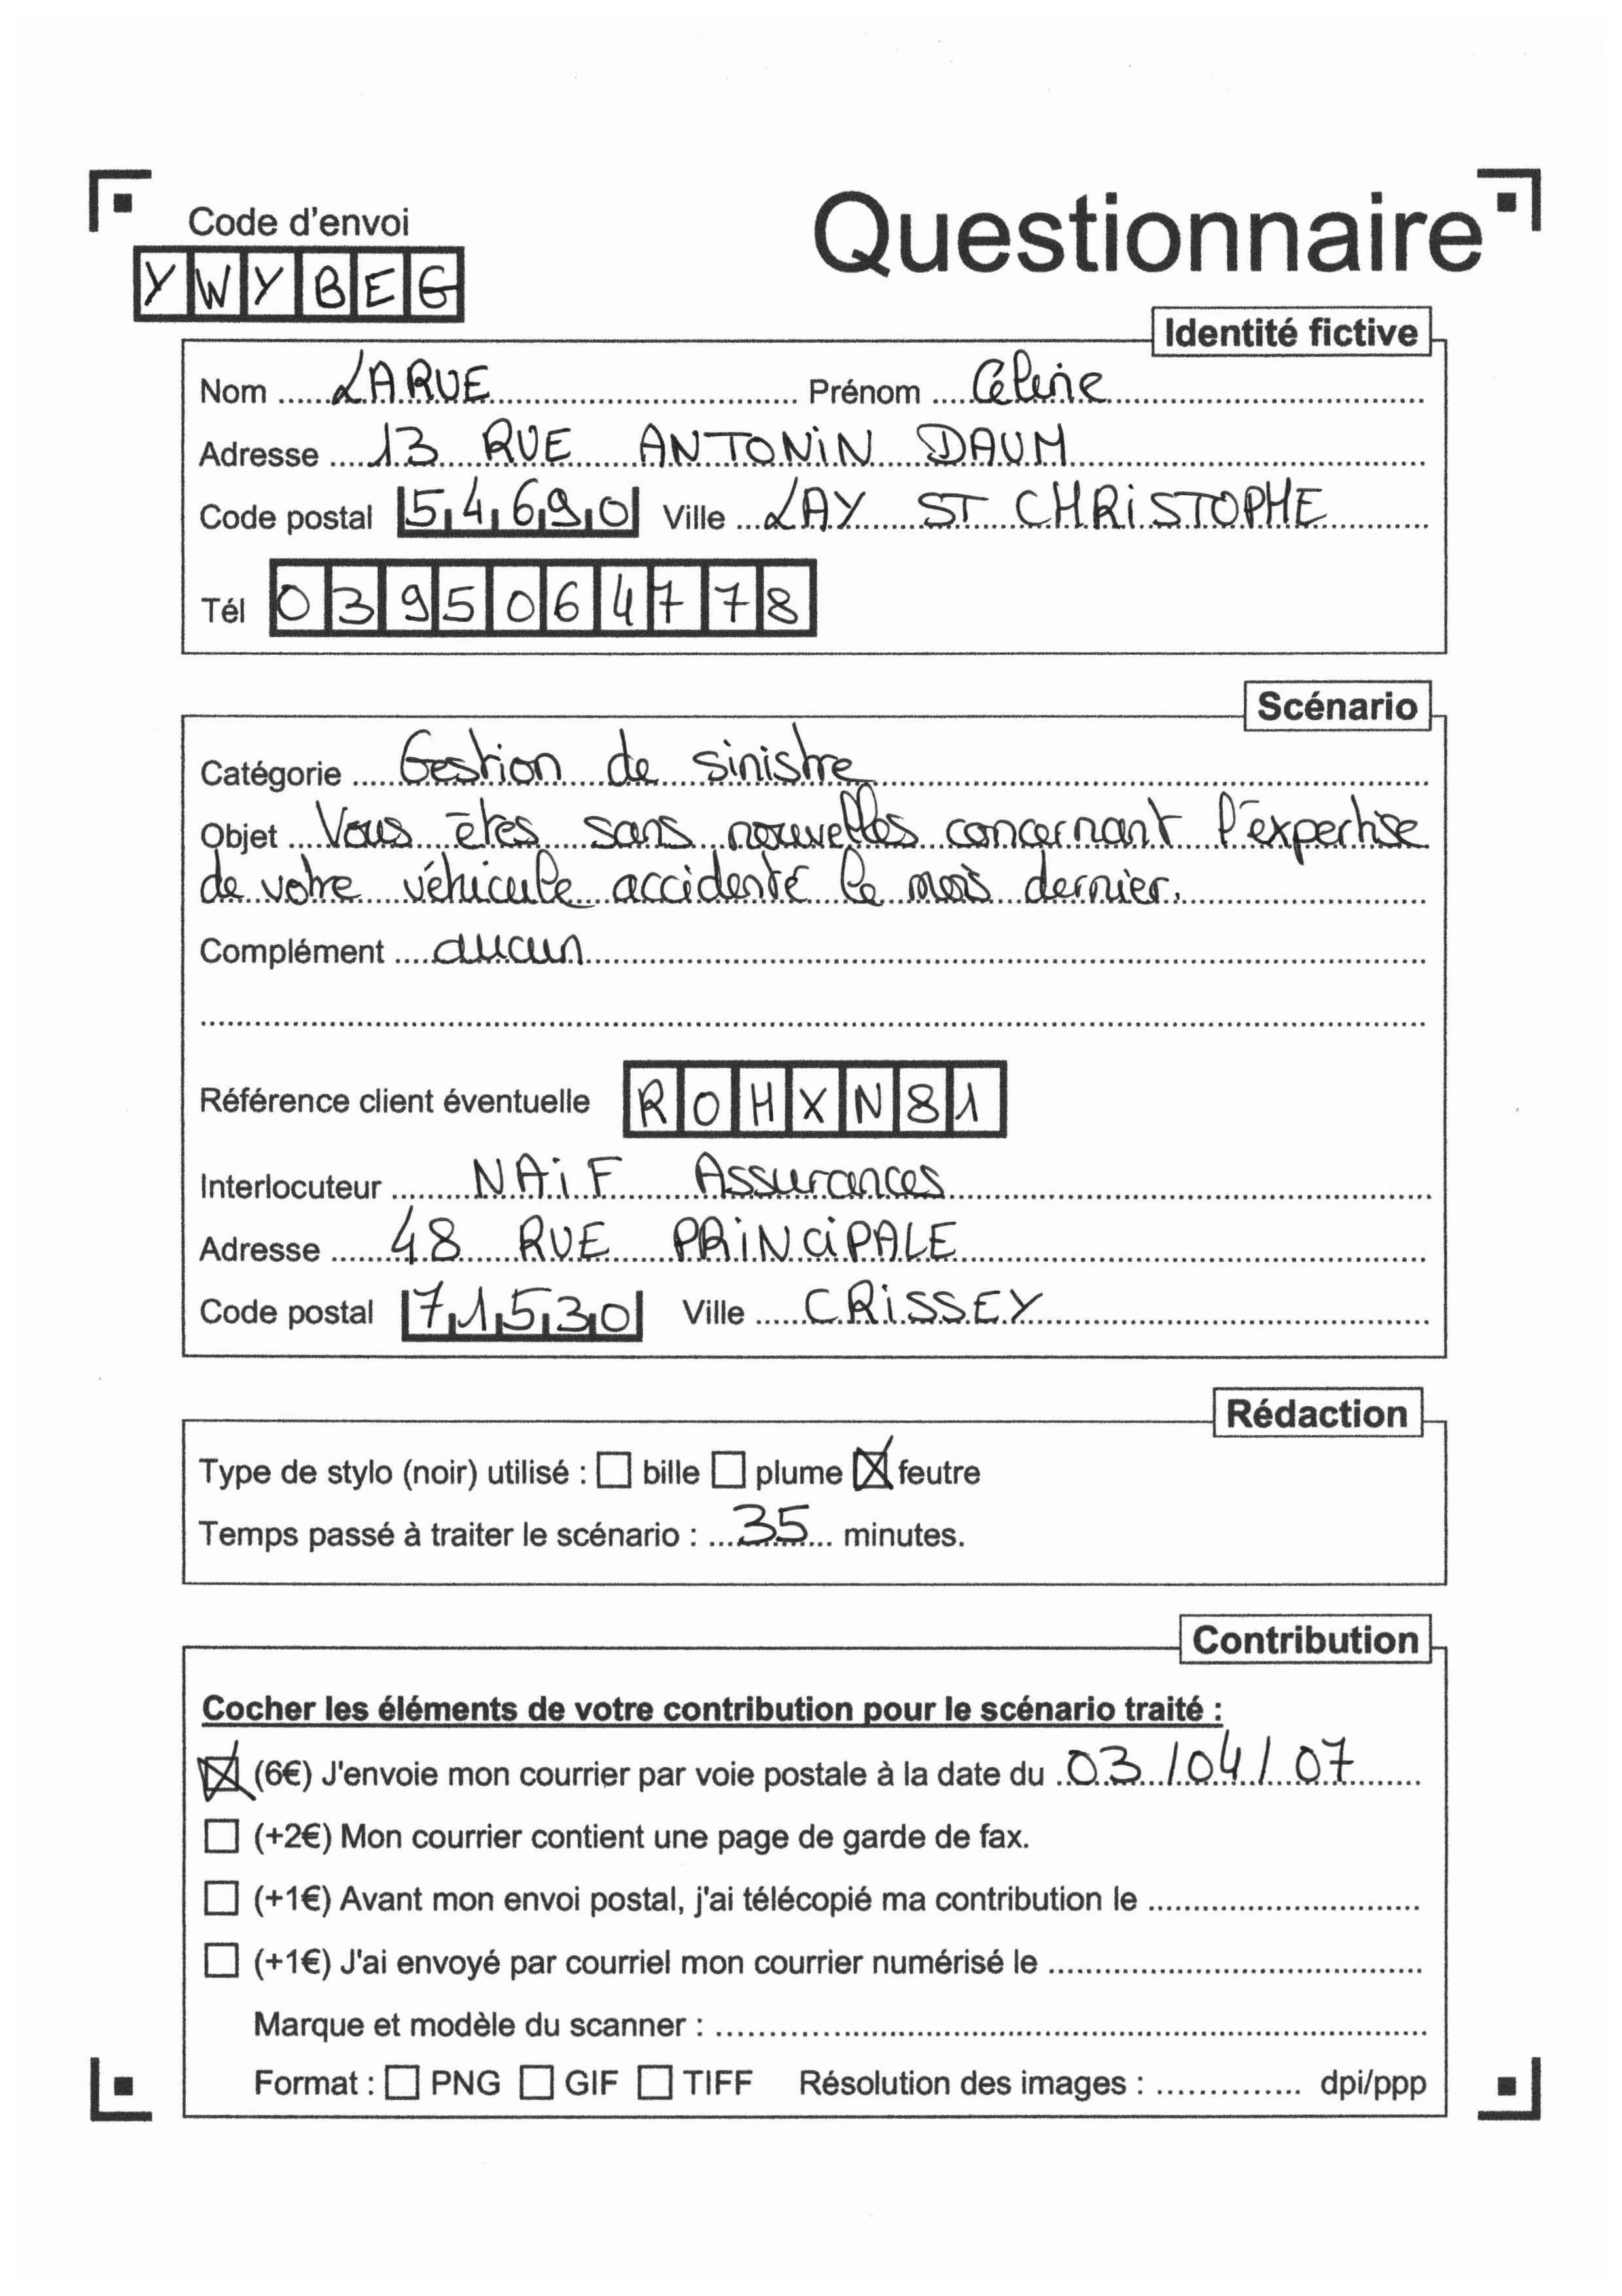 Code d'envoi
Questionnaire
YWYBEG
Identité fictive
Nom LARUE Prénom Céline
Adresse 13 RUE ANTONIN DAUM
Code postal 54690 Ville LAY ST CHRISTOPHE
Tél 0395064778
Scénario
Catégorie Gestion de sinistre
Objet Vous êtes sans nouvelles concernant l'expertise
de votre véhicule accidenté le mois dernier.
Complément aucun
Référence client éventuelle ROHXN81
Interlocuteur NAiF Assurances
Adresse 48 RUE PRiNCiPALE
Code postal 71530 Ville CRiSSEY
Rédaction
Type de stylo (noir) utilisé : ☐ bille ☐ plume ☒ feutre
Temps passé à traiter le scénario : 35 minutes.
Contribution
Cocher les éléments de votre contribution pour le scénario traité :
☒ (6€) J'envoie mon courrier par voie postale à la date du 03/04/07
☐ (+2€) Mon courrier contient une page de garde de fax.
☐ (+1€) Avant mon envoi postal, j'ai télécopié ma contribution le
☐ (+1€) J'ai envoyé par courriel mon courrier numérisé le
Marque et modèle du scanner :
Format : ☐ PNG ☐ GIF ☐ TIFF Résolution des images : dpi/ppp